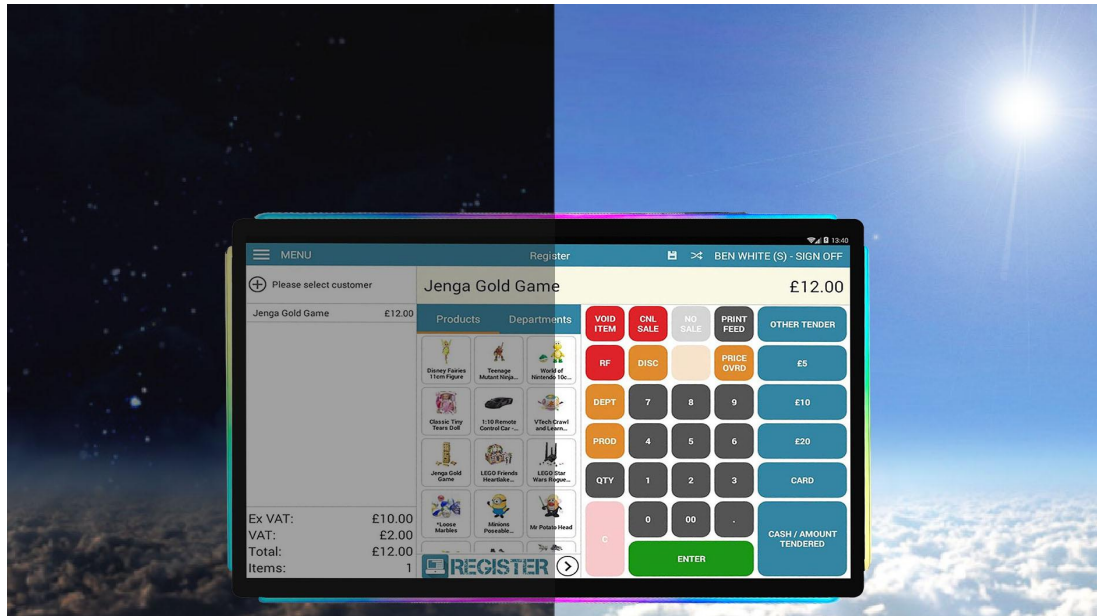 13:40
MENU
Register
BEN WHITE (S) - SIGN OFF
Please select customer
Jenga Gold Game £12.00
Jenga Gold Game £12.00
Products Departments
Disney Fairies
11cm Figure
Teenage
Mutant Ninja...
World of
Nintendo 10c...
Classic Tiny
Tears Doll
1:10 Remote
Control Car -...
VTech Crawl
and Learn...
Jenga Gold
Game
LEGO Friends
Heartlake...
LEGO Star
Wars Rogue...
*Loose
Marbles
Minions
Poseable...
Mr Potato Head
VOID
ITEM
CNL
SALE
NO
SALE
PRINT
FEED
OTHER TENDER
RF
DISC
PRICE
OVRD
£5
DEPT
7
8
9
£10
PROD
4
5
6
£20
QTY
1
2
3
CARD
C
0
00
.
CASH / AMOUNT
TENDERED
ENTER
Ex VAT: £10.00
VAT: £2.00
Total: £12.00
Items: 1
REGISTER